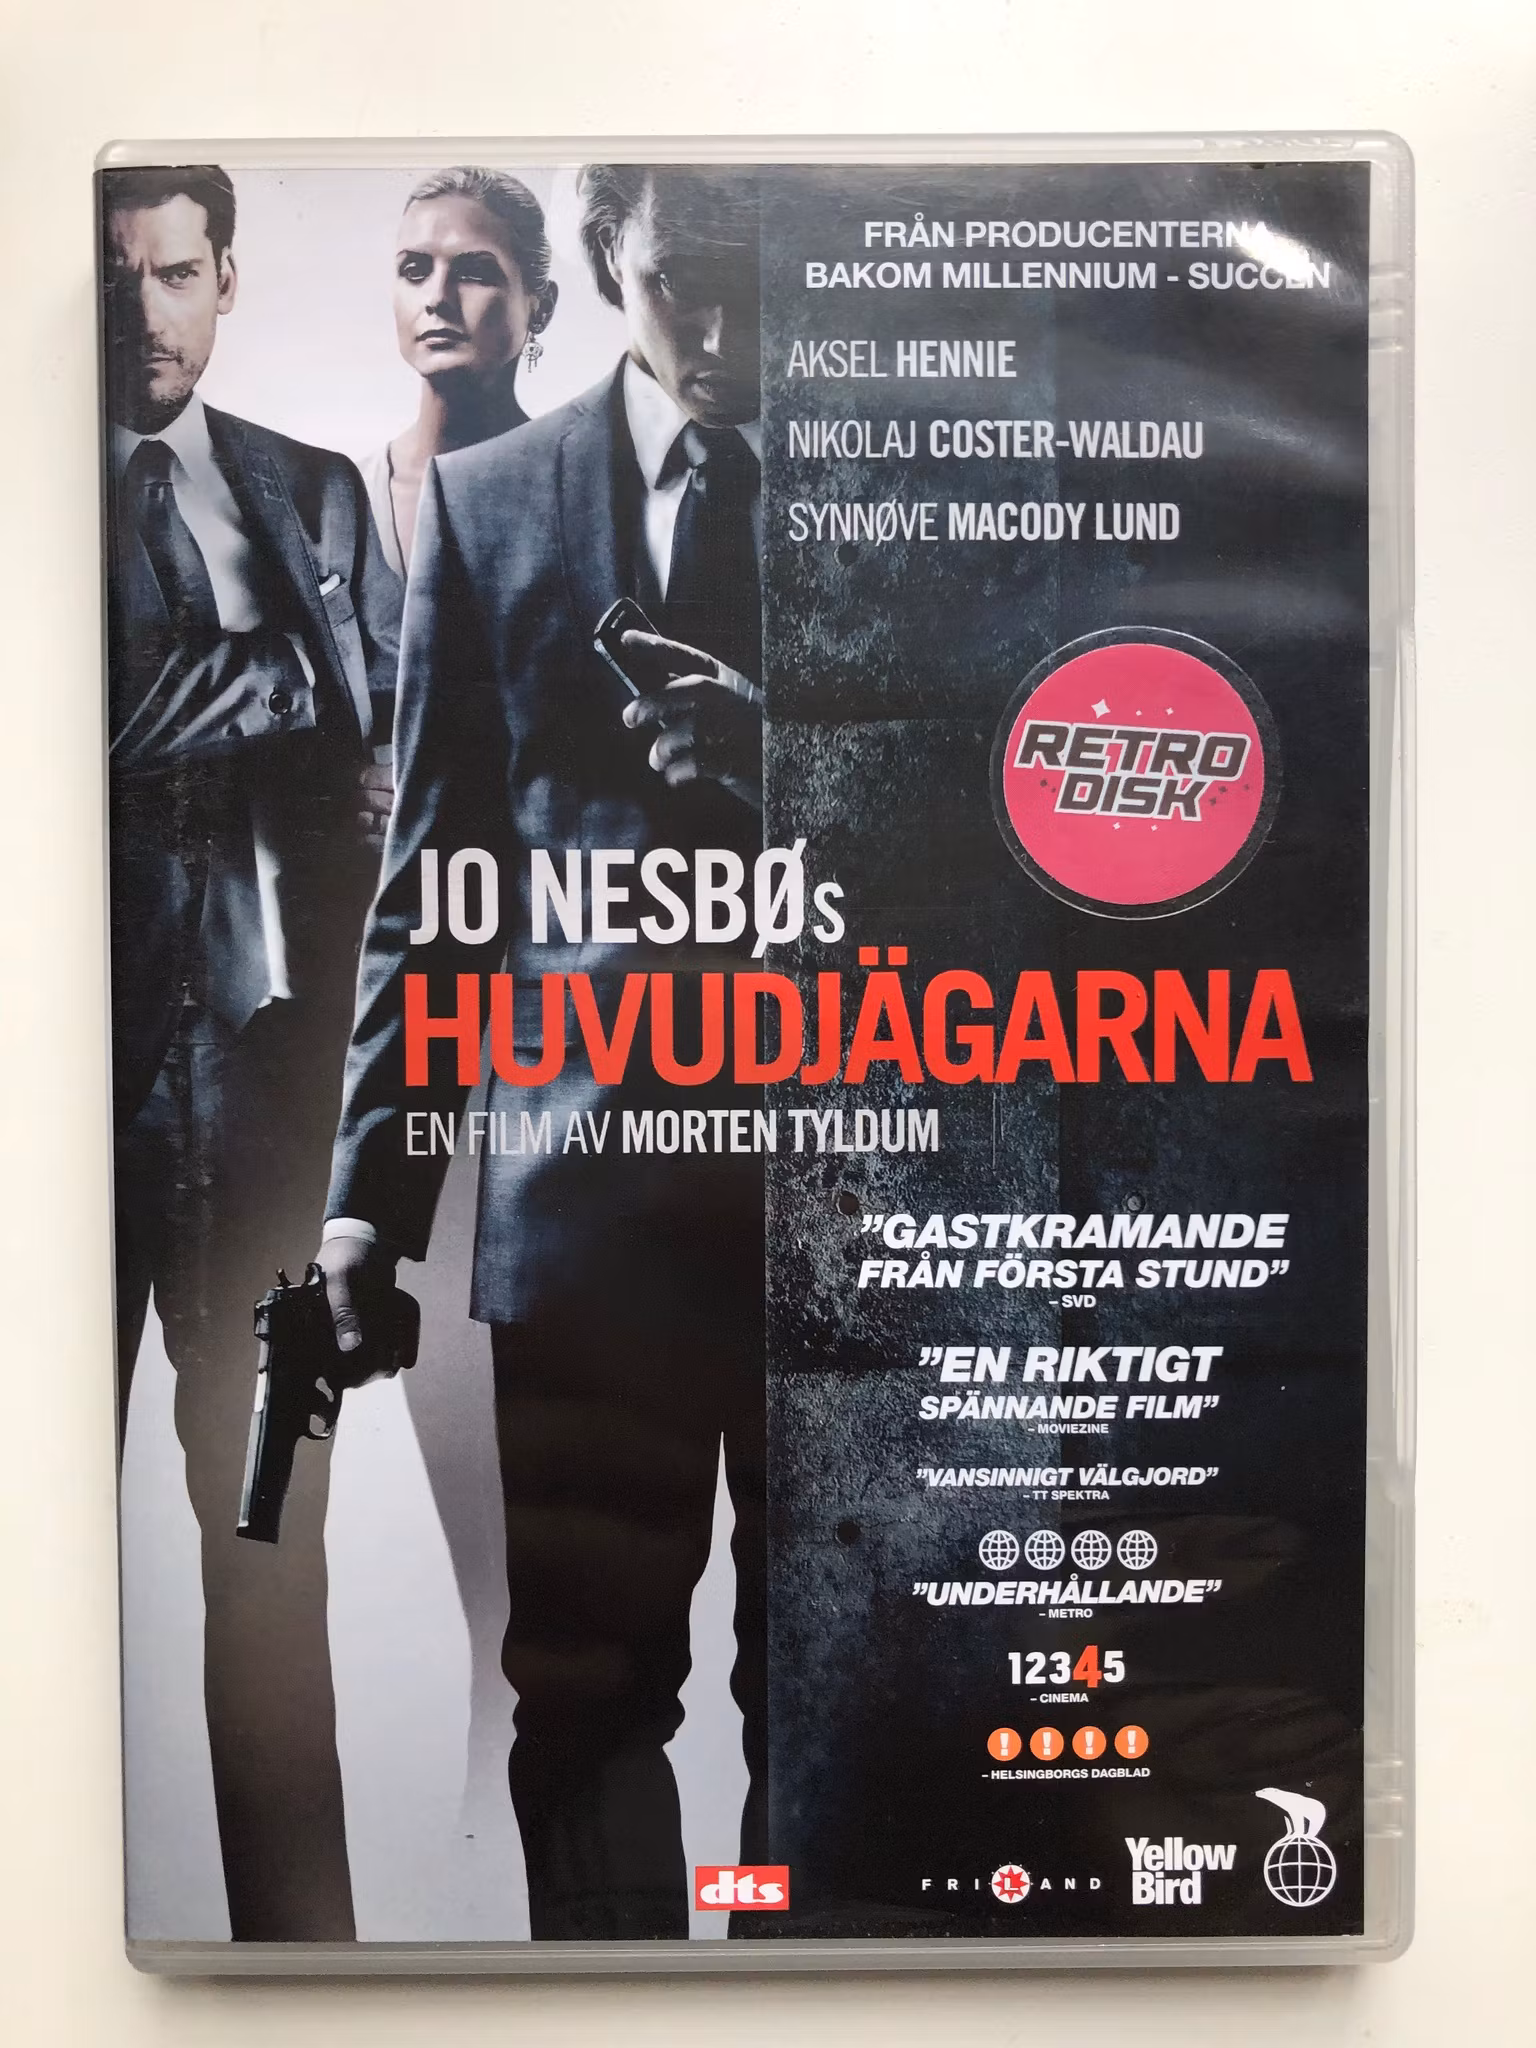 FRÅN PRODUCENTERNA
BAKOM MILLENNIUM - SUCCÉN
AKSEL HENNIE
NIKOLAJ COSTER-WALDAU
SYNNØVE MACODY LUND
RETRO
DISK
JO NESBØs
HUVUDJÄGARNA
EN FILM AV MORTEN TYLDUM
”GASTKRAMANDE
FRÅN FÖRSTA STUND”
– SVD
”EN RIKTIGT
SPÄNNANDE FILM”
– MOVIEZINE
”VANSINNIGT VÄLGJORD”
– TT SPEKTRA
”UNDERHÅLLANDE”
– METRO
12345
– CINEMA
! ! ! !
– HELSINGBORGS DAGBLAD
dts
FRILAND
Yellow
Bird